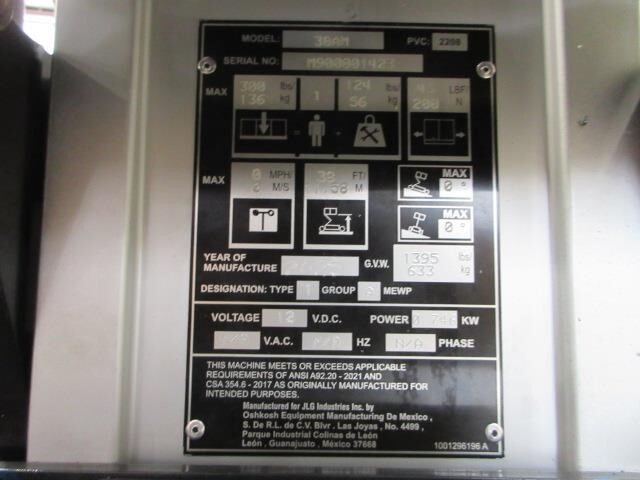 MODEL: 38AM PVC: 2208
SERIAL NO: M900001423
MAX 300 lbs/ 1 124 lbs/ 45 LBF/
136 kg 56 kg 200 N
=
+
MAX 0 MPH/ 38 FT/ MAX
0 M/S M 0°
MAX
0°
YEAR OF
MANUFACTURE G.V.W. 1395 lbs/
633 kg
DESIGNATION: TYPE 1 GROUP MEWP
VOLTAGE 12 V.D.C. POWER KW
N/A V.A.C. N/A HZ N/A PHASE
THIS MACHINE MEETS OR EXCEEDS APPLICABLE
REQUIREMENTS OF ANSI A92.20 - 2021 AND
CSA 354.6 - 2017 AS ORIGINALLY MANUFACTURED FOR
INTENDED PURPOSES.
Manufactured for JLG Industries Inc. by
Oshkosh Equipment Manufacturing De Mexico ,
S. De R.L. de C.V. Blvr . Las Joyas , No. 4499 ,
Parque Industrial Colinas de León
León , Guanajuato , México 37668
1001296196 A